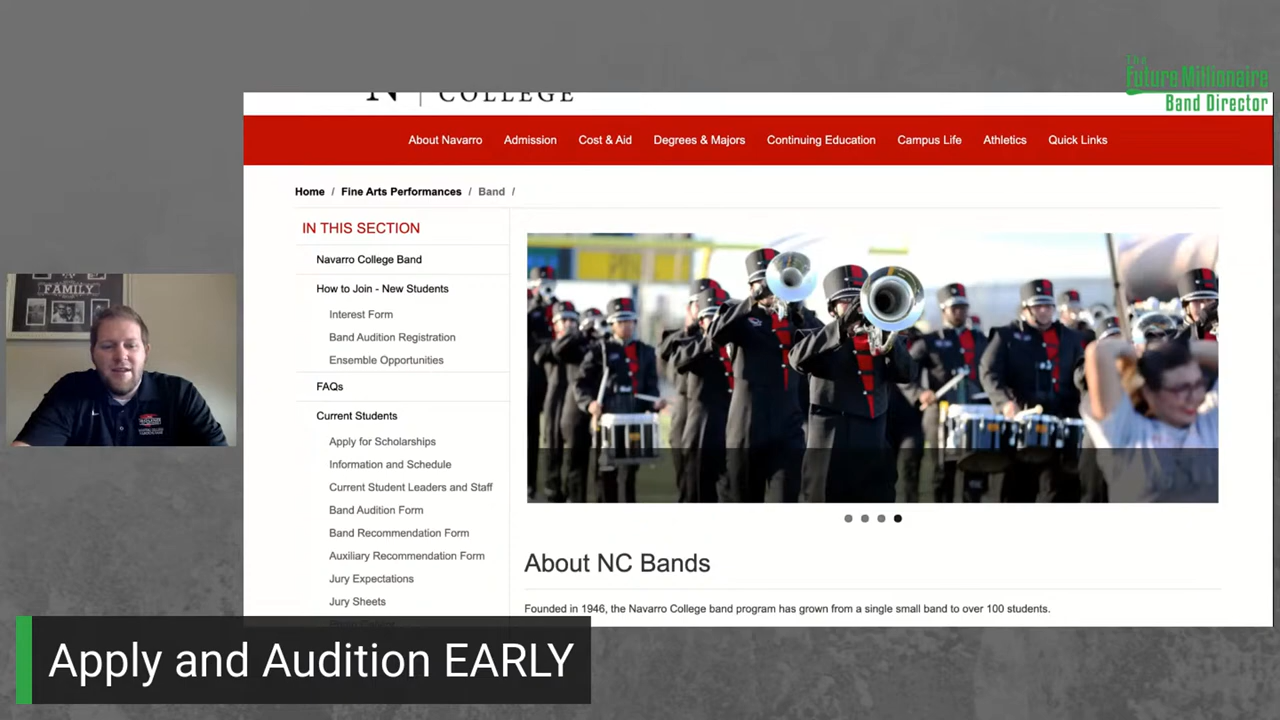 The
Future Millionaire
Band Director
COLLEGE
About Navarro
Admission
Cost & Aid
Degrees & Majors
Continuing Education
Campus Life
Athletics
Quick Links
Home / Fine Arts Performances / Band /
IN THIS SECTION
Navarro College Band
How to Join - New Students
Interest Form
Band Audition Registration
Ensemble Opportunities
FAQs
Current Students
Apply for Scholarships
Information and Schedule
Current Student Leaders and Staff
Band Audition Form
Band Recommendation Form
Auxiliary Recommendation Form
Jury Expectations
Jury Sheets
FAMILY
About NC Bands
Founded in 1946, the Navarro College band program has grown from a single small band to over 100 students.
Apply and Audition EARLY